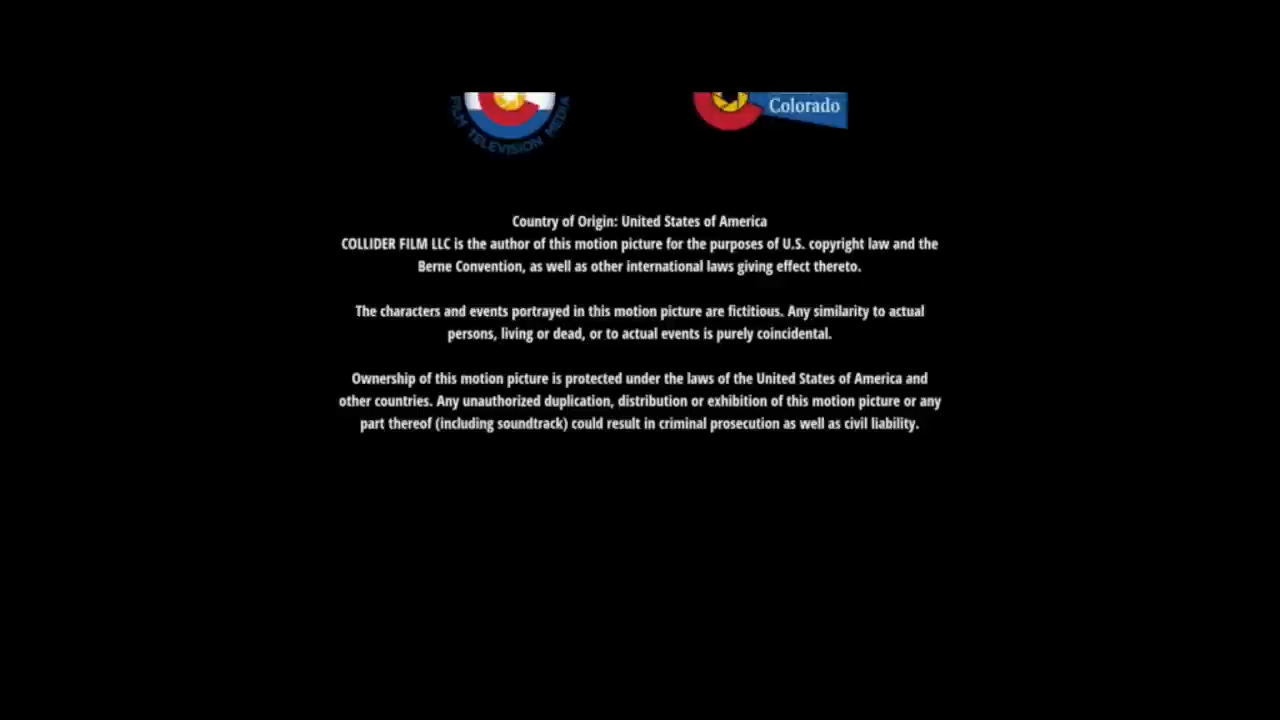 FILM TELEVISION MEDIA
Colorado
Country of Origin: United States of America
COLLIDER FILM LLC is the author of this motion picture for the purposes of U.S. copyright law and the
Berne Convention, as well as other international laws giving effect thereto.
The characters and events portrayed in this motion picture are fictitious. Any similarity to actual
persons, living or dead, or to actual events is purely coincidental.
Ownership of this motion picture is protected under the laws of the United States of America and
other countries. Any unauthorized duplication, distribution or exhibition of this motion picture or any
part thereof (including soundtrack) could result in criminal prosecution as well as civil liability.